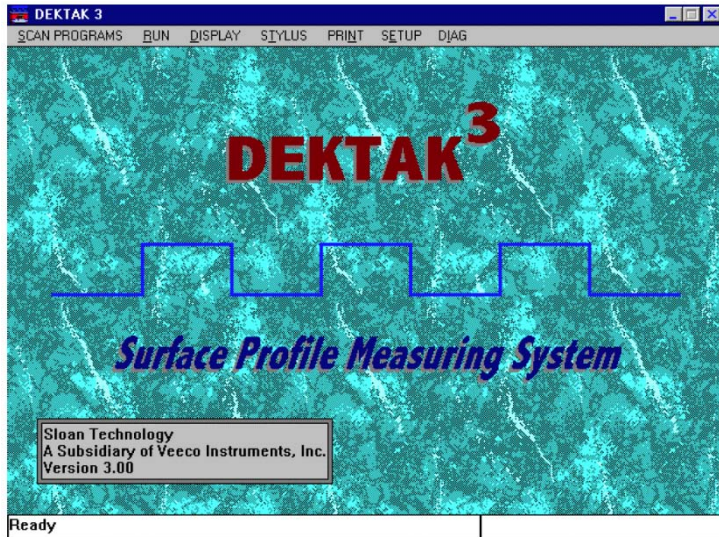 DEKTAK 3
SCAN PROGRAMS RUN DISPLAY STYLUS PRINT SETUP DIAG
DEKTAK³
Surface Profile Measuring System
Sloan Technology
A Subsidiary of Veeco Instruments, Inc.
Version 3.00
Ready